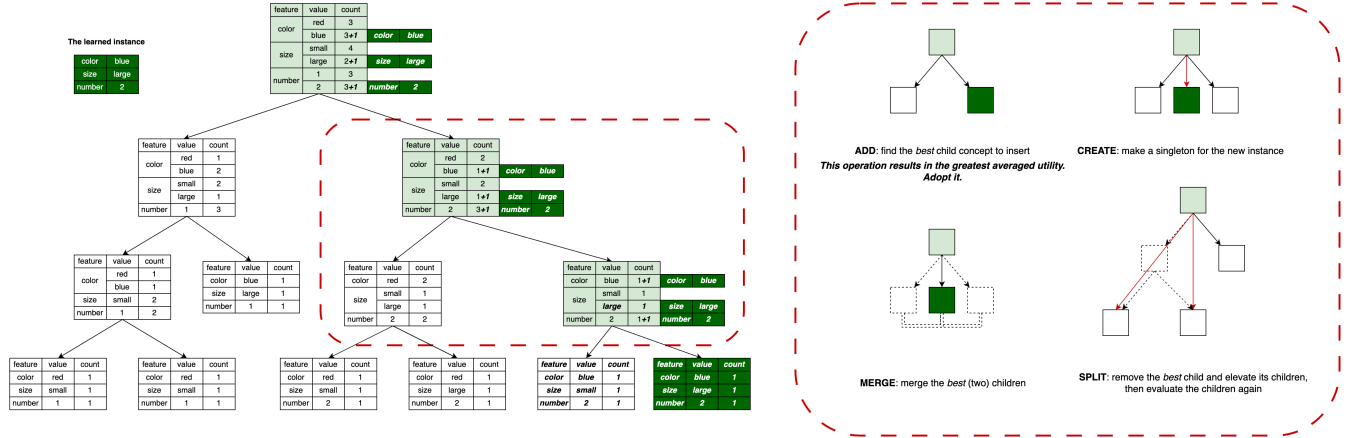 The learned instance
color blue
size large
number 2
feature value count
color red 3
blue 3+1 color blue
size small 4
large 2+1 size large
number 1 3
2 3+1 number 2
feature value count
color red 1
blue 2
size small 2
large 1
number 1 3
feature value count
color red 2
blue 1+1 color blue
size small 2
large 1+1 size large
number 2 3+1 number 2
feature value count
color red 1
blue 1
size small 2
number 1 2
feature value count
color blue 1
size large 1
number 1 1
feature value count
color red 2
size small 1
large 1
number 2 2
feature value count
color blue 1+1 color blue
size small 1
large 1 size large
number 2 1+1 number 2
feature value count
color red 1
size small 1
number 1 1
feature value count
color red 1
size small 1
number 1 1
feature value count
color red 1
size small 1
number 2 1
feature value count
color red 1
size large 1
number 2 1
feature value count
color blue 1
size small 1
number 2 1
feature value count
color blue 1
size large 1
number 2 1
ADD: find the best child concept to insert
This operation results in the greatest averaged utility.
Adopt it.
CREATE: make a singleton for the new instance
MERGE: merge the best (two) children
SPLIT: remove the best child and elevate its children,
then evaluate the children again